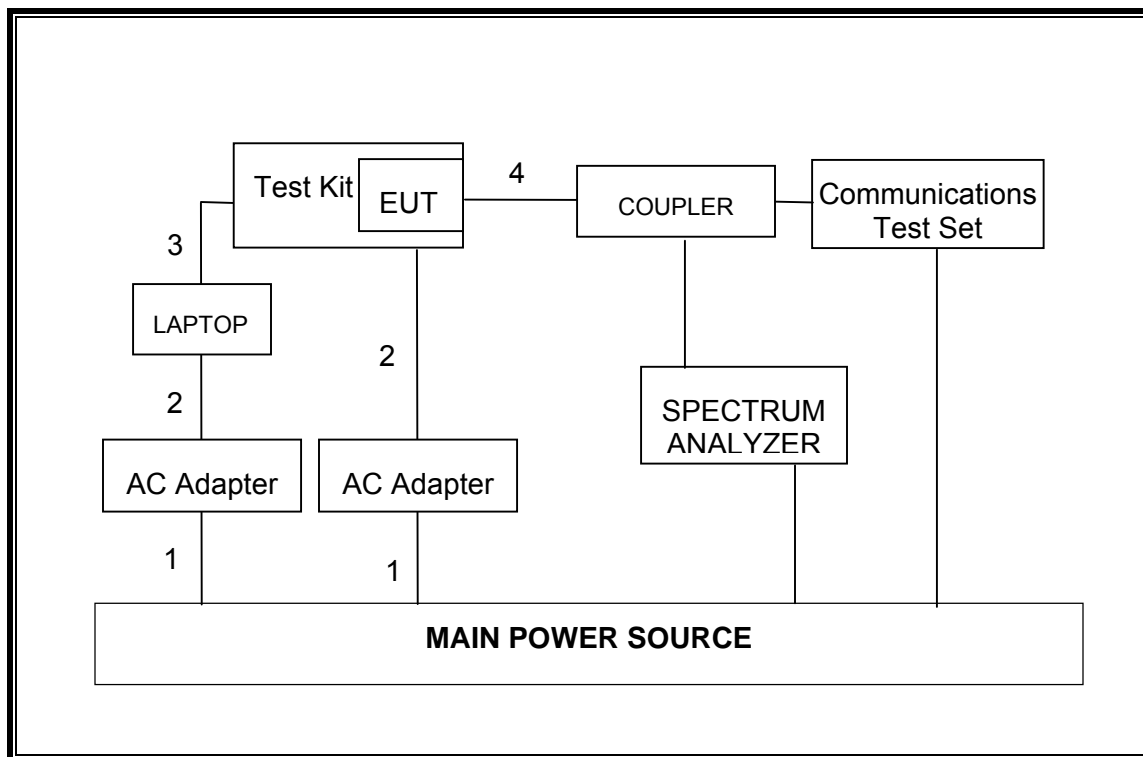 Test Kit
EUT
4
COUPLER
Communications
Test Set
3
LAPTOP
2
2
SPECTRUM
ANALYZER
AC Adapter
AC Adapter
1
1
MAIN POWER SOURCE